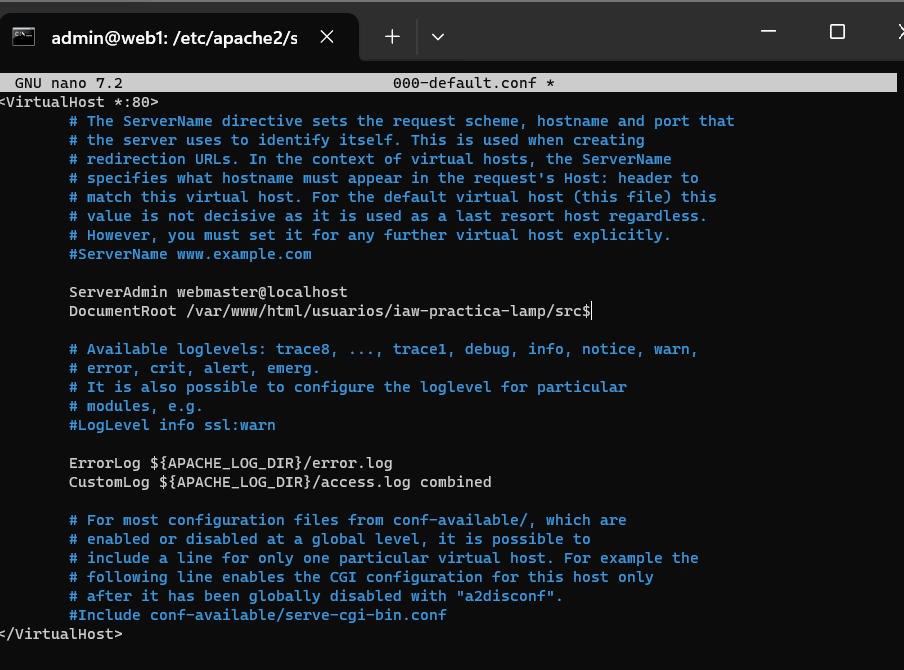 admin@web1: /etc/apache2/s
GNU nano 7.2 000-default.conf *
<VirtualHost *:80>
# The ServerName directive sets the request scheme, hostname and port that
# the server uses to identify itself. This is used when creating
# redirection URLs. In the context of virtual hosts, the ServerName
# specifies what hostname must appear in the request's Host: header to
# match this virtual host. For the default virtual host (this file) this
# value is not decisive as it is used as a last resort host regardless.
# However, you must set it for any further virtual host explicitly.
#ServerName www.example.com
ServerAdmin webmaster@localhost
DocumentRoot /var/www/html/usuarios/iaw-practica-lamp/src$
# Available loglevels: trace8, ..., trace1, debug, info, notice, warn,
# error, crit, alert, emerg.
# It is also possible to configure the loglevel for particular
# modules, e.g.
#LogLevel info ssl:warn
ErrorLog ${APACHE_LOG_DIR}/error.log
CustomLog ${APACHE_LOG_DIR}/access.log combined
# For most configuration files from conf-available/, which are
# enabled or disabled at a global level, it is possible to
# include a line for only one particular virtual host. For example the
# following line enables the CGI configuration for this host only
# after it has been globally disabled with "a2disconf".
#Include conf-available/serve-cgi-bin.conf
</VirtualHost>